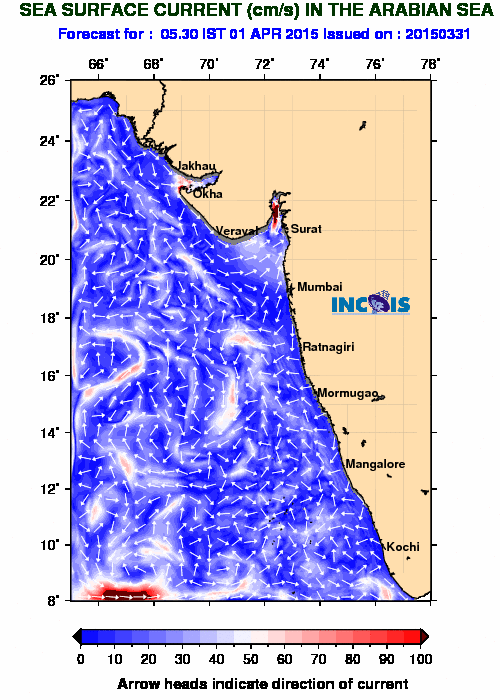 SEA SURFACE CURRENT (cm/s) IN THE ARABIAN SEA
Forecast for : 05.30 IST 01 APR 2015 Issued on : 20150331
66° 68° 70° 72° 74° 76° 78°
26°
24°
Jakhau
Okha
22°
Veraval Surat
20°
Mumbai
INCOIS
18°
Ratnagiri
16°
Mormugao
14°
Mangalore
12°
10° Kochi
8°
0 10 20 30 40 50 60 70 80 90 100
Arrow heads indicate direction of current